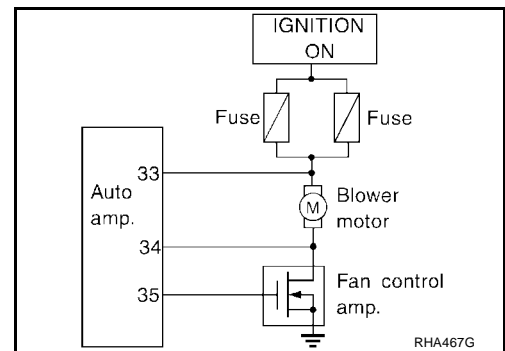 IGNITION
ON
Fuse
Fuse
33
Auto
amp.
Blower
motor
M
34
35
Fan control
amp.
RHA467G